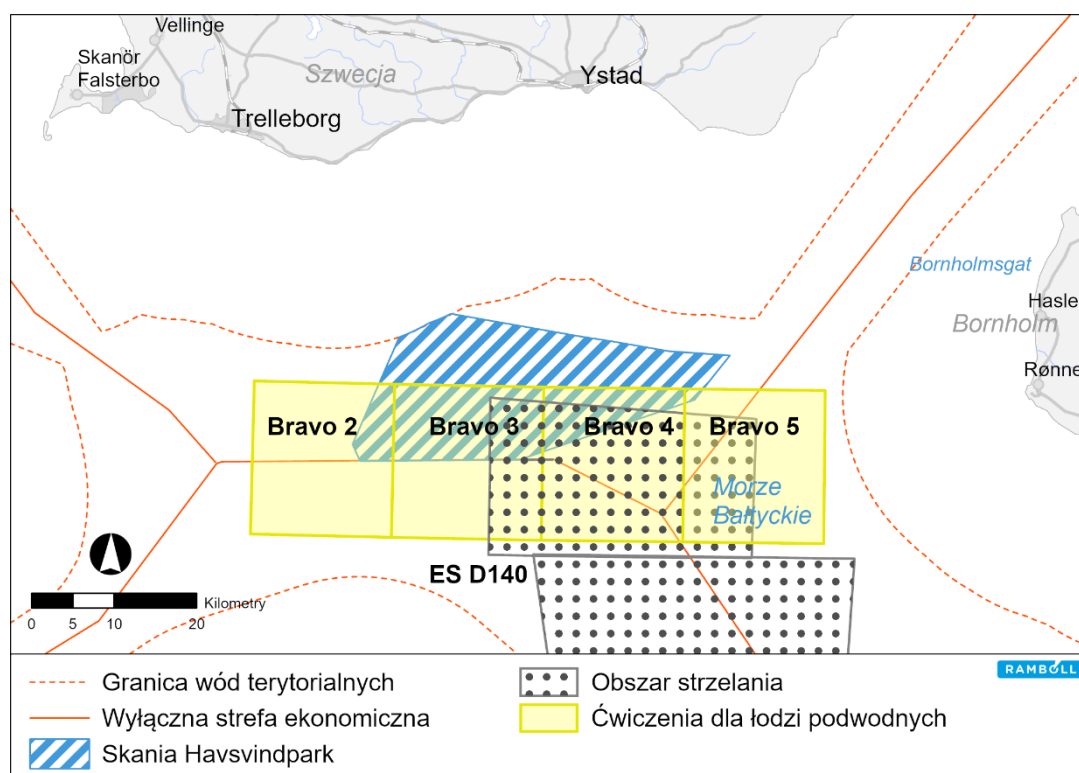 Vellinge
Skanör
Falsterbo
Szwecja
Ystad
Trelleborg
Bornholmsgat
Hasle
Bornholm
Rønne
Bravo 2
Bravo 3
Bravo 4
Bravo 5
Morze
Bałtyckie
ES D140
Kilometry
0 5 10 20
RAMBOLL
Granica wód terytorialnych
Obszar strzelania
Wyłączna strefa ekonomiczna
Ćwiczenia dla łodzi podwodnych
Skania Havsvindpark